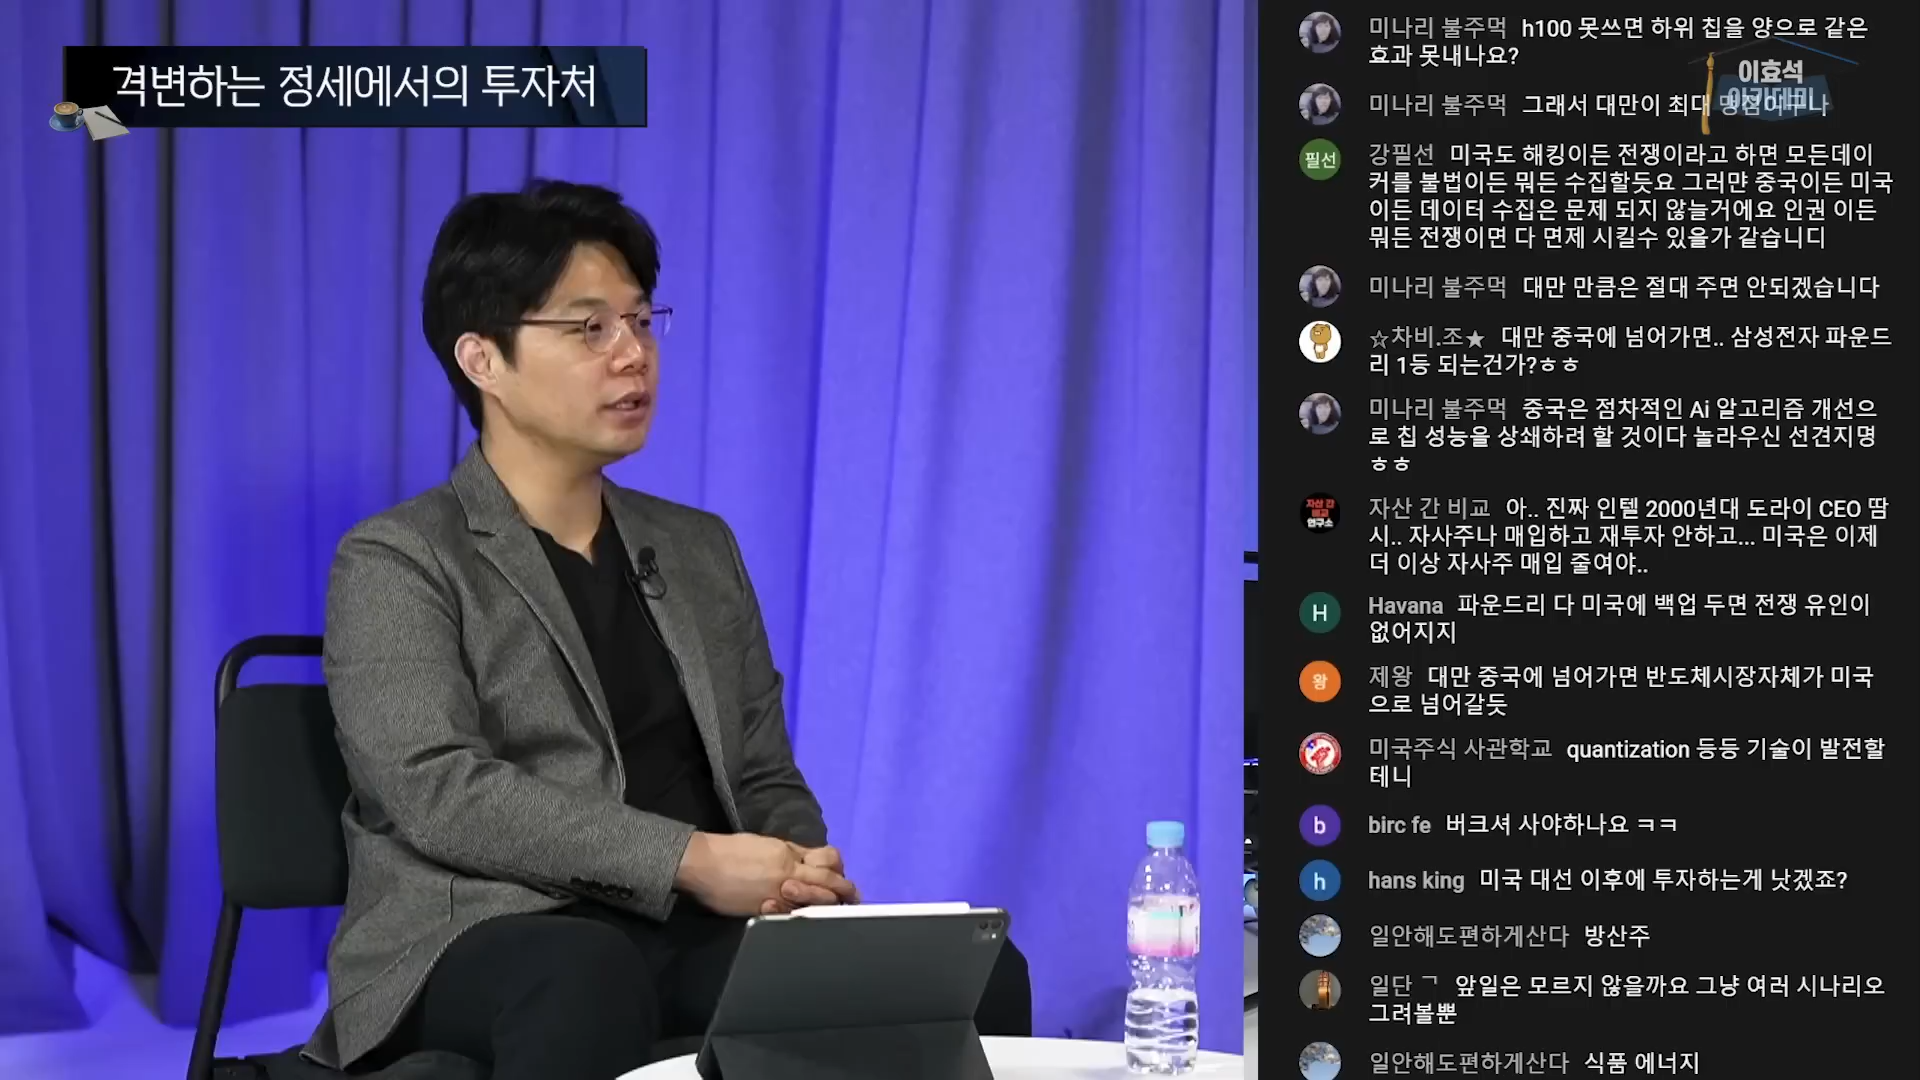 격변하는 정세에서의 투자처
미나리 불주먹 h100 못쓰면 하위 칩을 양으로 같은
효과 못내나요?
이효석
아카데미
미나리 불주먹 그래서 대만이 최대 맹점이구나
필선
강필선 미국도 해킹이든 전쟁이라고 하면 모든데이
커를 불법이든 뭐든 수집할듯요 그러먄 중국이든 미국
이든 데이터 수집은 문제 되지 않늘거에요 인권 이든
뭐든 전쟁이면 다 면제 시킬수 있을가 같습니디
미나리 불주먹 대만 만큼은 절대 주면 안되겠습니다
☆차비.조★ 대만 중국에 넘어가면.. 삼성전자 파운드
리 1등 되는건가?ㅎㅎ
미나리 불주먹 중국은 점차적인 Ai 알고리즘 개선으
로 칩 성능을 상쇄하려 할 것이다 놀라우신 선견지명
ㅎㅎ
자산 간
비교
연구소
자산 간 비교 아.. 진짜 인텔 2000년대 도라이 CEO 땀
시.. 자사주나 매입하고 재투자 안하고... 미국은 이제
더 이상 자사주 매입 줄여야..
H
Havana 파운드리 다 미국에 백업 두면 전쟁 유인이
없어지지
왕
제왕 대만 중국에 넘어가면 반도체시장자체가 미국
으로 넘어갈듯
미국주식 사관학교 quantization 등등 기술이 발전할
테니
b
birc fe 버크셔 사야하나요 ㅋㅋ
h
hans king 미국 대선 이후에 투자하는게 낫겠죠?
일안해도편하게산다 방산주
일단 ㄱ 앞일은 모르지 않을까요 그냥 여러 시나리오
그려볼뿐
일안해도편하게산다 식품 에너지